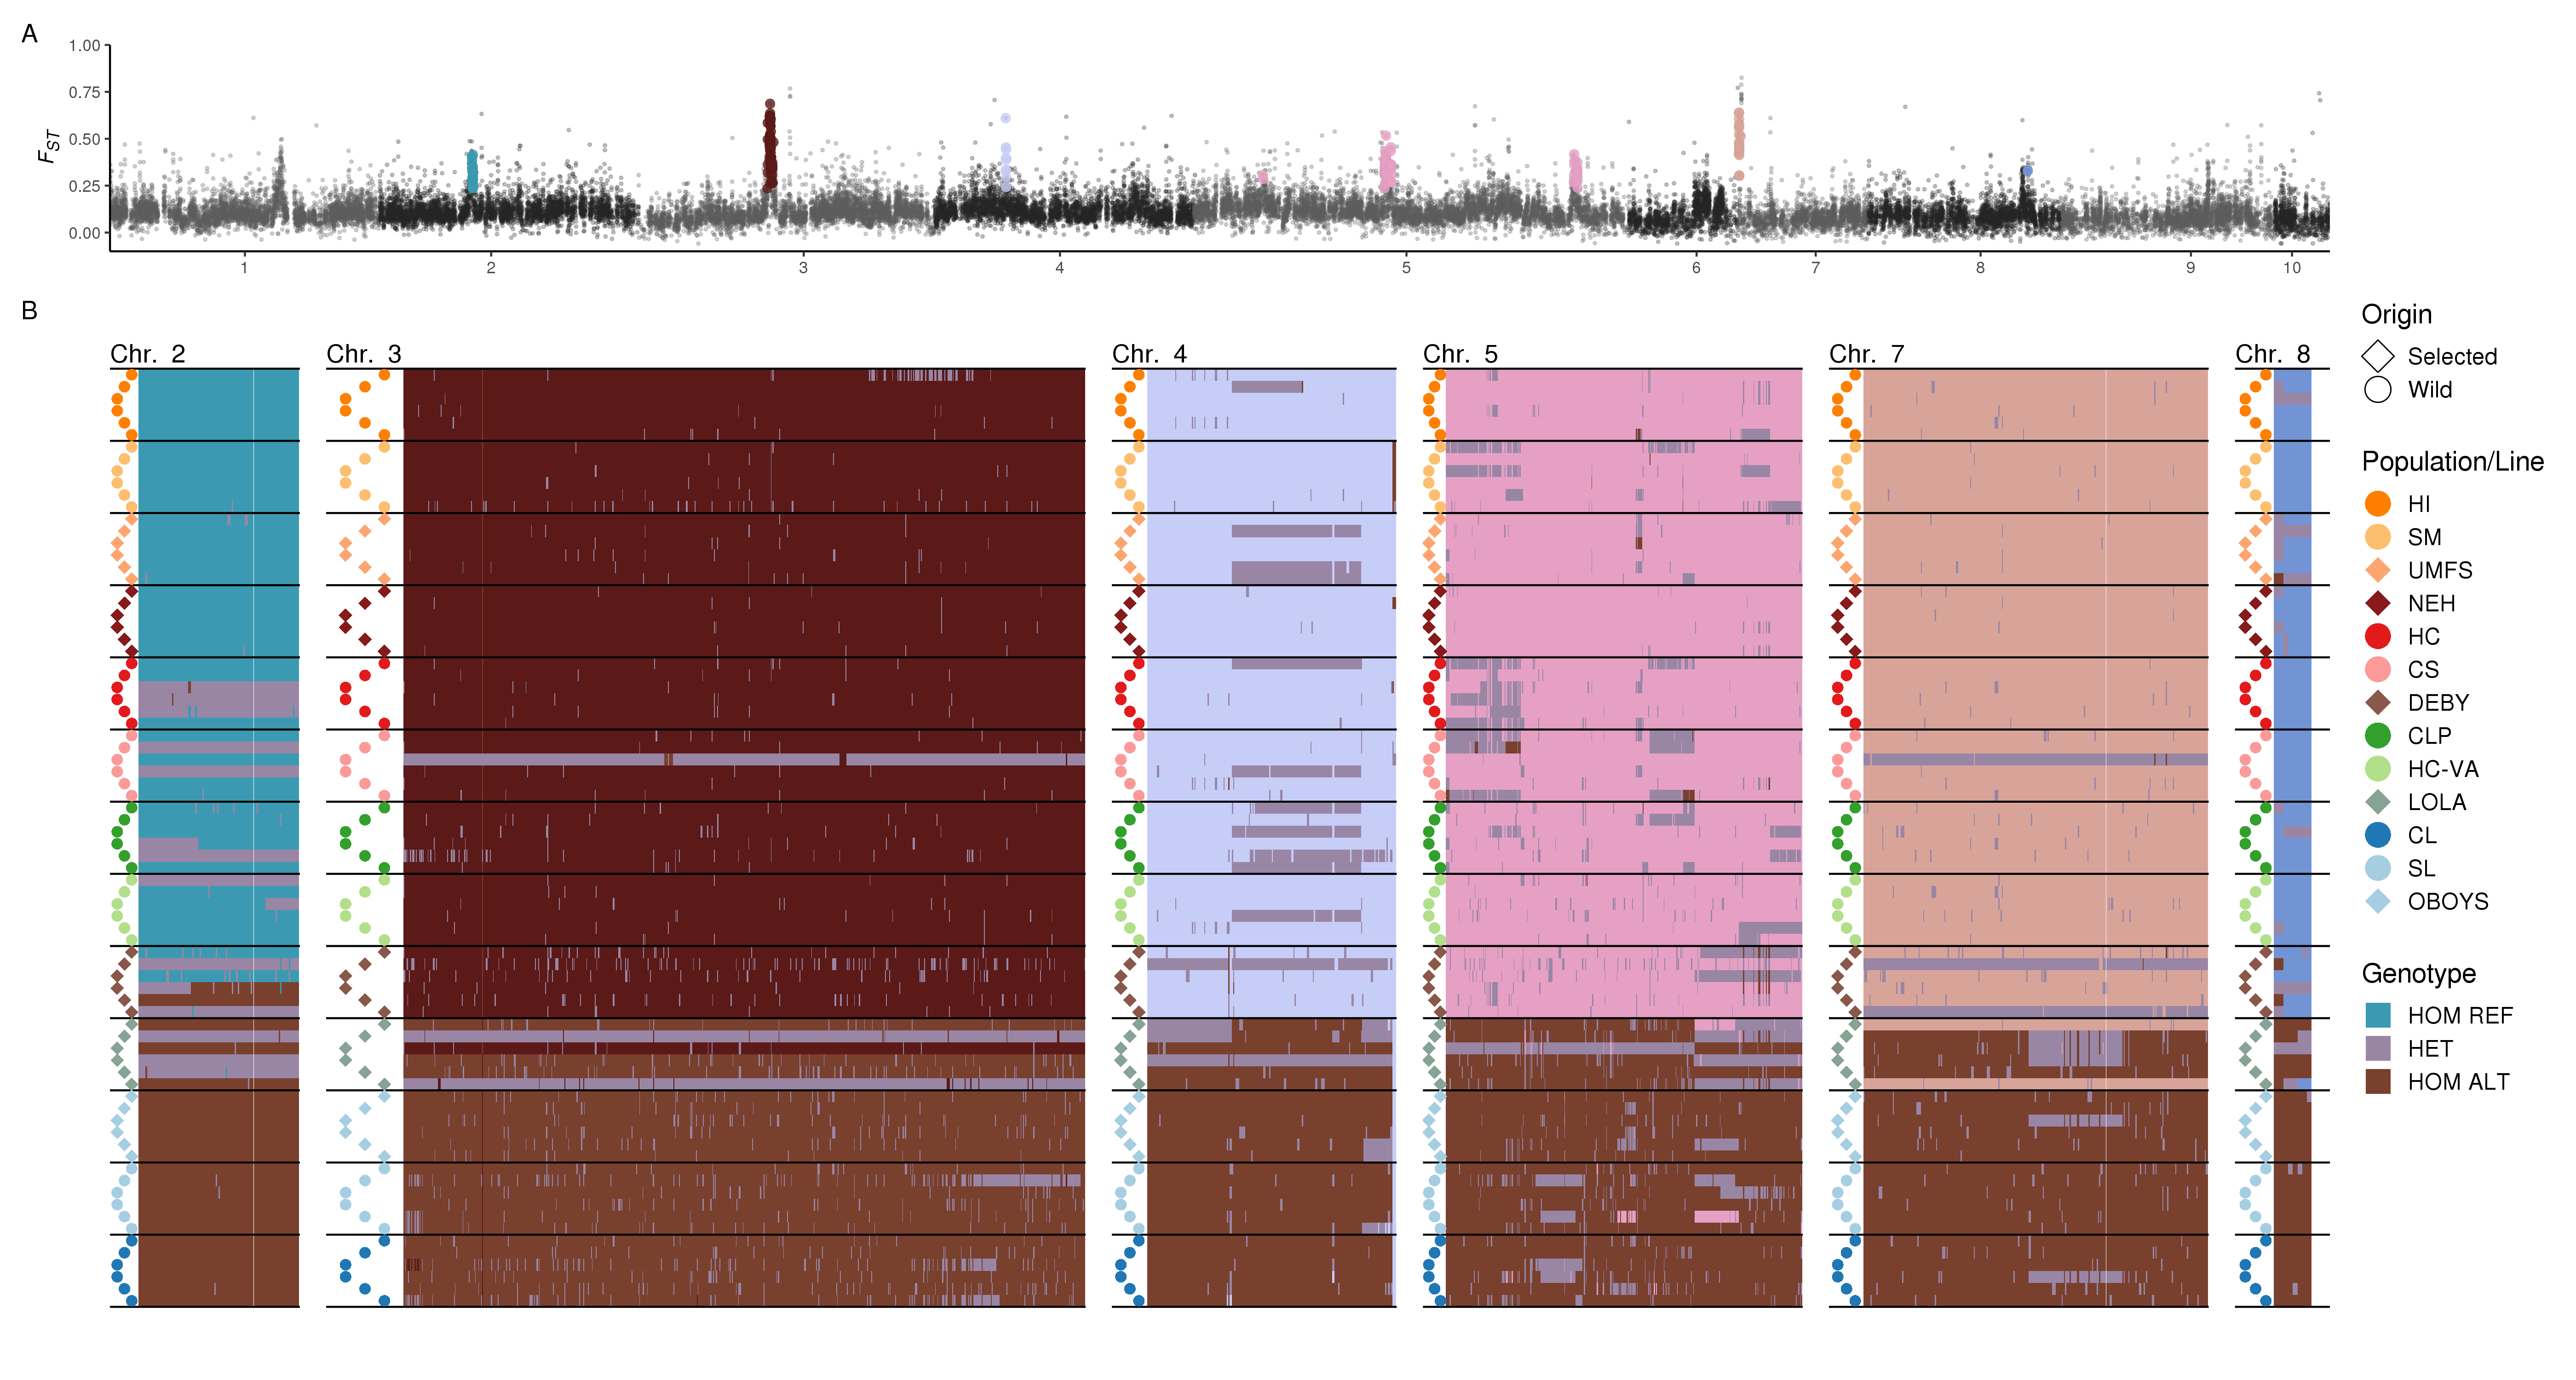 A
1.00
0.75
0.50
0.25
0.00
FST
1 2 3 4 5 6 7 8 9 10
B
Chr. 2 Chr. 3 Chr. 4 Chr. 5 Chr. 7 Chr. 8
Origin
Selected
Wild
Population/Line
HI
SM
UMFS
NEH
HC
CS
DEBY
CLP
HC-VA
LOLA
CL
SL
OBOYS
Genotype
HOM REF
HET
HOM ALT